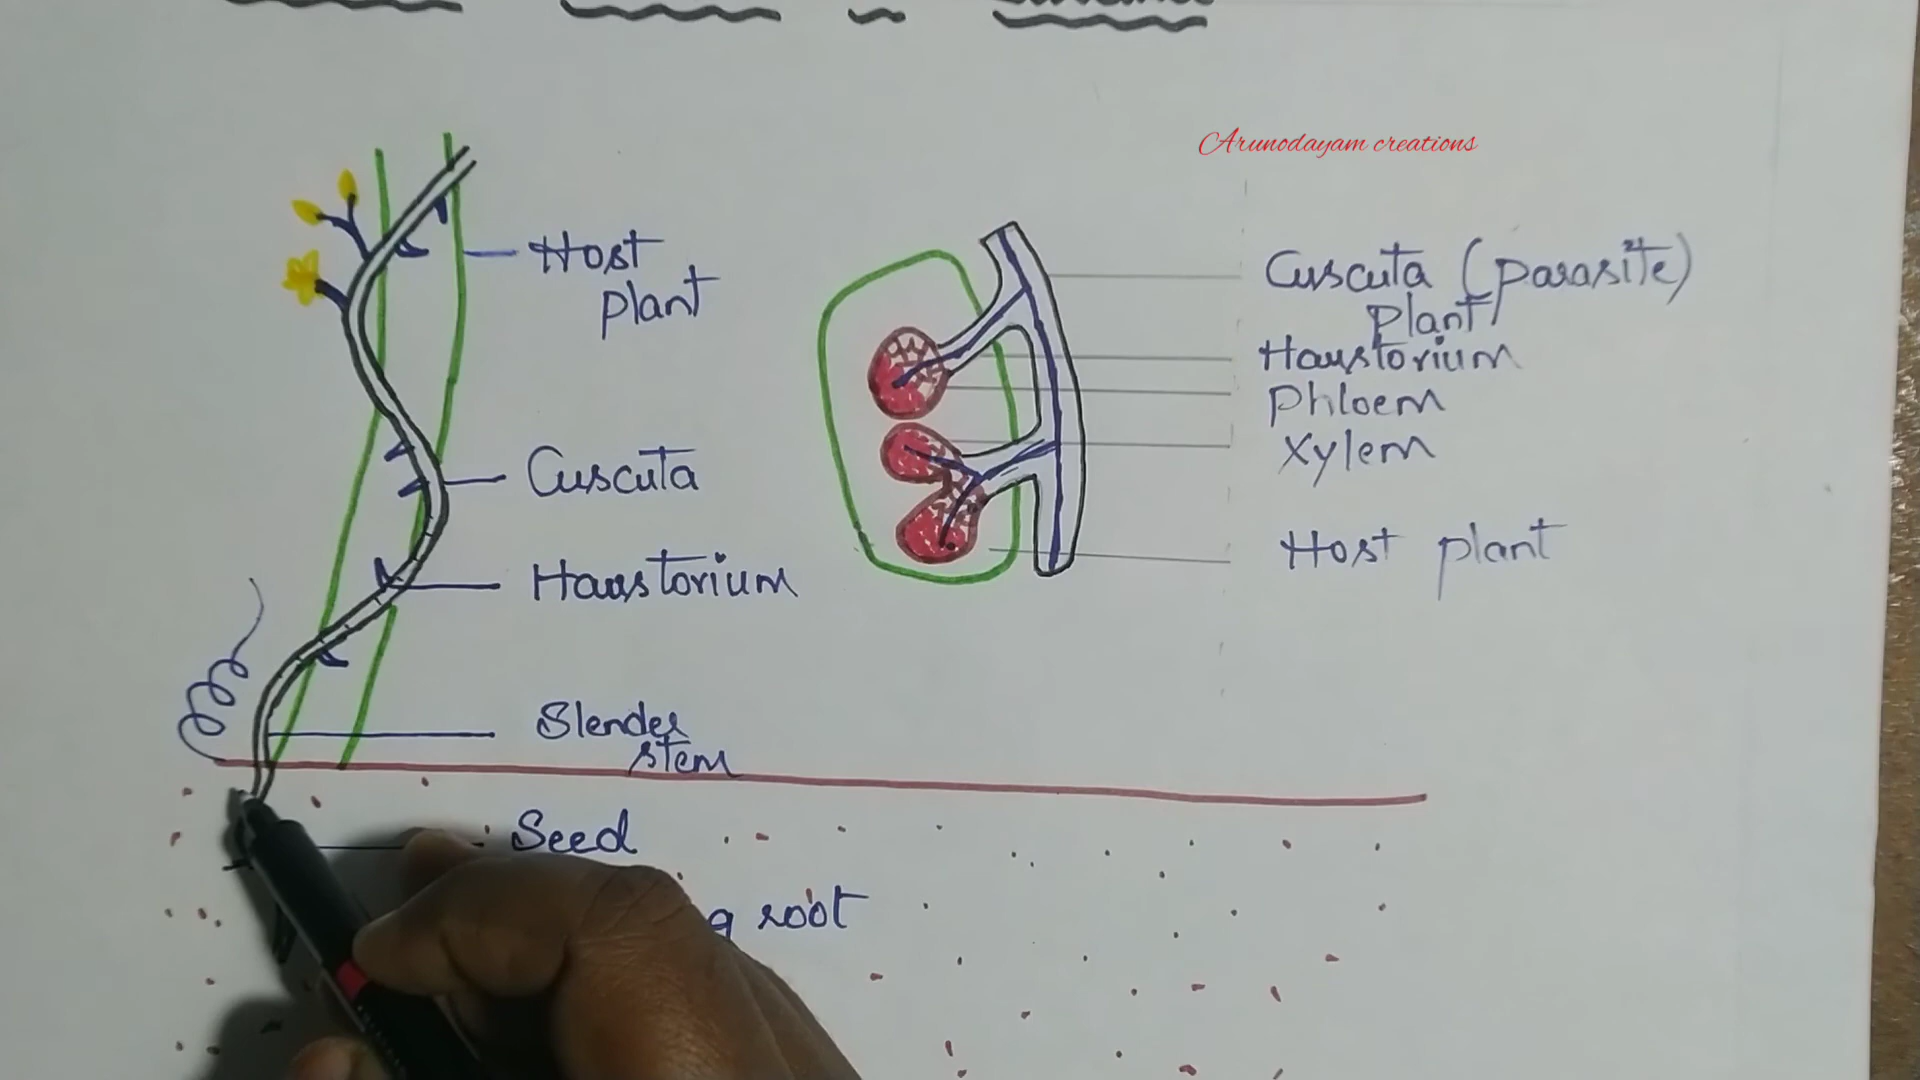 Arunodayam creations
Host
plant
Cuscuta
Haustorium
Slender
stem
Seed
root
Cuscuta (parasite)
plant
Haustorium
Phloem
Xylem
Host plant